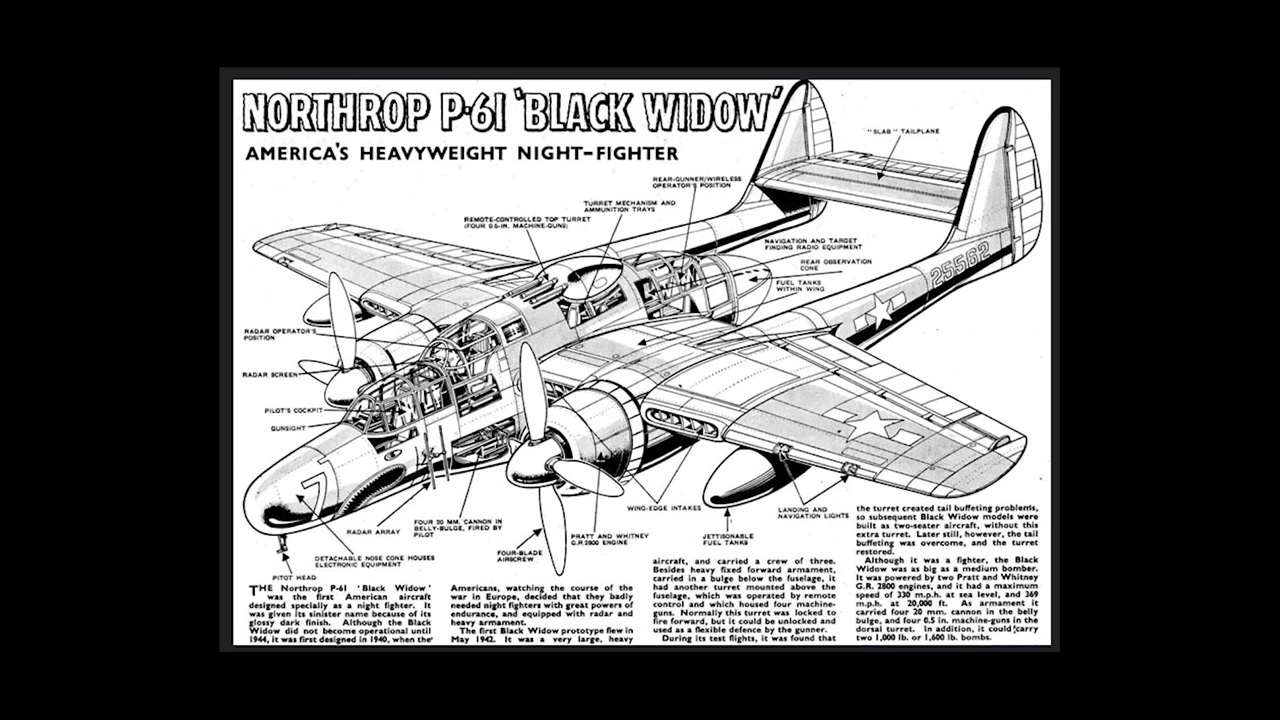 NORTHROP P-61 'BLACK WIDOW'
AMERICA'S HEAVYWEIGHT NIGHT-FIGHTER
"SLAB" TAILPLANE
REAR-GUNNER/WIRELESS
OPERATOR'S POSITION
TURRET MECHANISM AND
AMMUNITION TRAYS
REMOTE-CONTROLLED TOP TURRET
(FOUR 0.5-IN. MACHINE-GUNS)
NAVIGATION AND TARGET
FINDING RADIO EQUIPMENT
REAR OBSERVATION
CONE
FUEL TANKS
WITHIN WING
25562
RADAR OPERATOR'S
POSITION
RADAR SCREEN
PILOT'S COCKPIT
GUNSIGHT
7
RADAR ARRAY
FOUR 20 MM. CANNON IN
BELLY-BULGE, FIRED BY
PILOT
DETACHABLE NOSE CONE HOUSES
ELECTRONIC EQUIPMENT
PITOT HEAD
FOUR-BLADE
AIRSCREW
PRATT AND WHITNEY
G.R.2800 ENGINE
WING-EDGE INTAKES
JETTISONABLE
FUEL TANKS
LANDING AND
NAVIGATION LIGHTS
THE Northrop P-61 'Black Widow'
was the first American aircraft
designed specially as a night fighter. It
was given its sinister name because of its
glossy dark finish. Although the Black
Widow did not become operational until
1944, it was first designed in 1940, when the
Americans, watching the course of the
war in Europe, decided that they badly
needed night fighters with great powers of
endurance, and equipped with radar and
heavy armament.
The first Black Widow prototype flew in
May 1942. It was a very large, heavy
aircraft, and carried a crew of three.
Besides heavy fixed forward armament,
carried in a bulge below the fuselage, it
had another turret mounted above the
fuselage, which was operated by remote
control and which housed four machine-
guns. Normally this turret was locked to
fire forward, but it could be unlocked and
used as a flexible defence by the gunner.
During its test flights, it was found that
the turret created tail buffeting problems,
so subsequent Black Widow models were
built as two-seater aircraft, without this
extra turret. Later still, however, the tail
buffeting was overcome, and the turret
restored.
Although it was a fighter, the Black
Widow was as big as a medium bomber.
It was powered by two Pratt and Whitney
G.R. 2800 engines, and it had a maximum
speed of 330 m.p.h. at sea level, and 369
m.p.h. at 20,000 ft. As armament it
carried four 20 mm. cannon in the belly
bulge, and four 0.5 in. machine-guns in the
dorsal turret. In addition, it could carry
two 1,000 lb. or 1,600 lb. bombs.